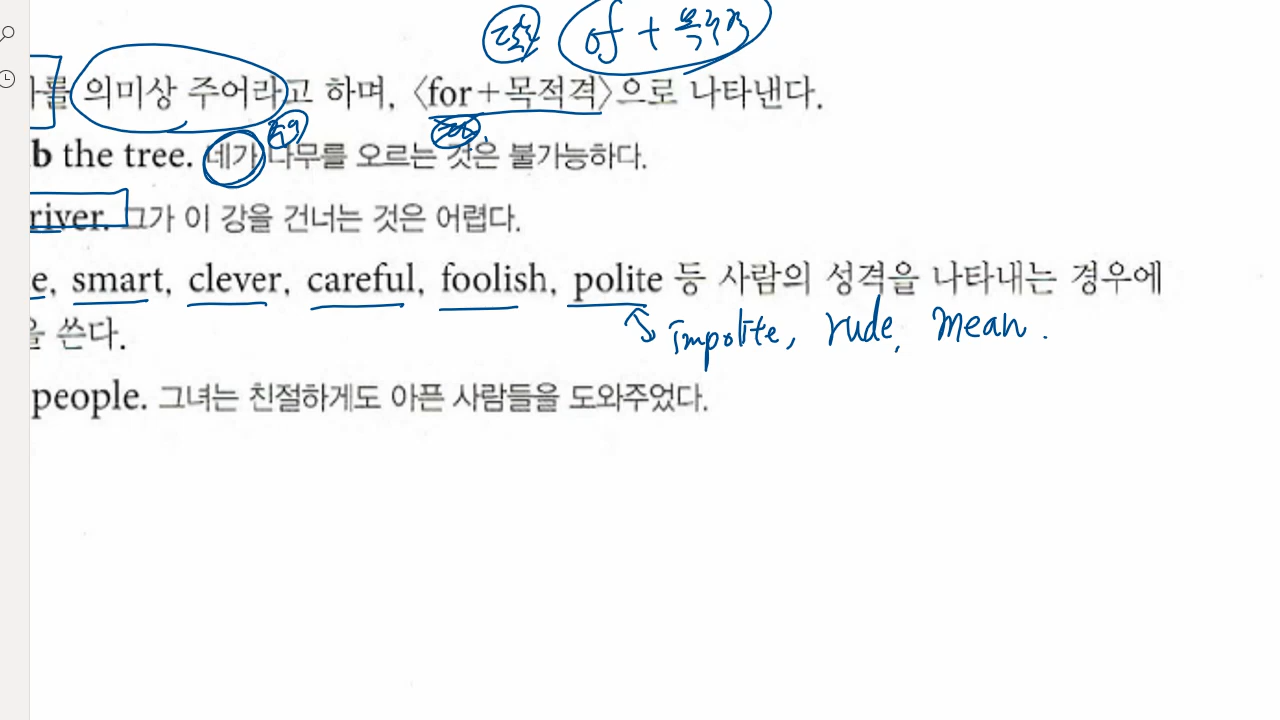 of + 목적격
를 의미상 주어라고 하며, 〈for+목적격〉으로 나타낸다.
b the tree. 네가 나무를 오르는 것은 불가능하다.
river. 그가 이 강을 건너는 것은 어렵다.
e, smart, clever, careful, foolish, polite 등 사람의 성격을 나타내는 경우에
을 쓴다.
impolite, rude, mean.
people. 그녀는 친절하게도 아픈 사람들을 도와주었다.